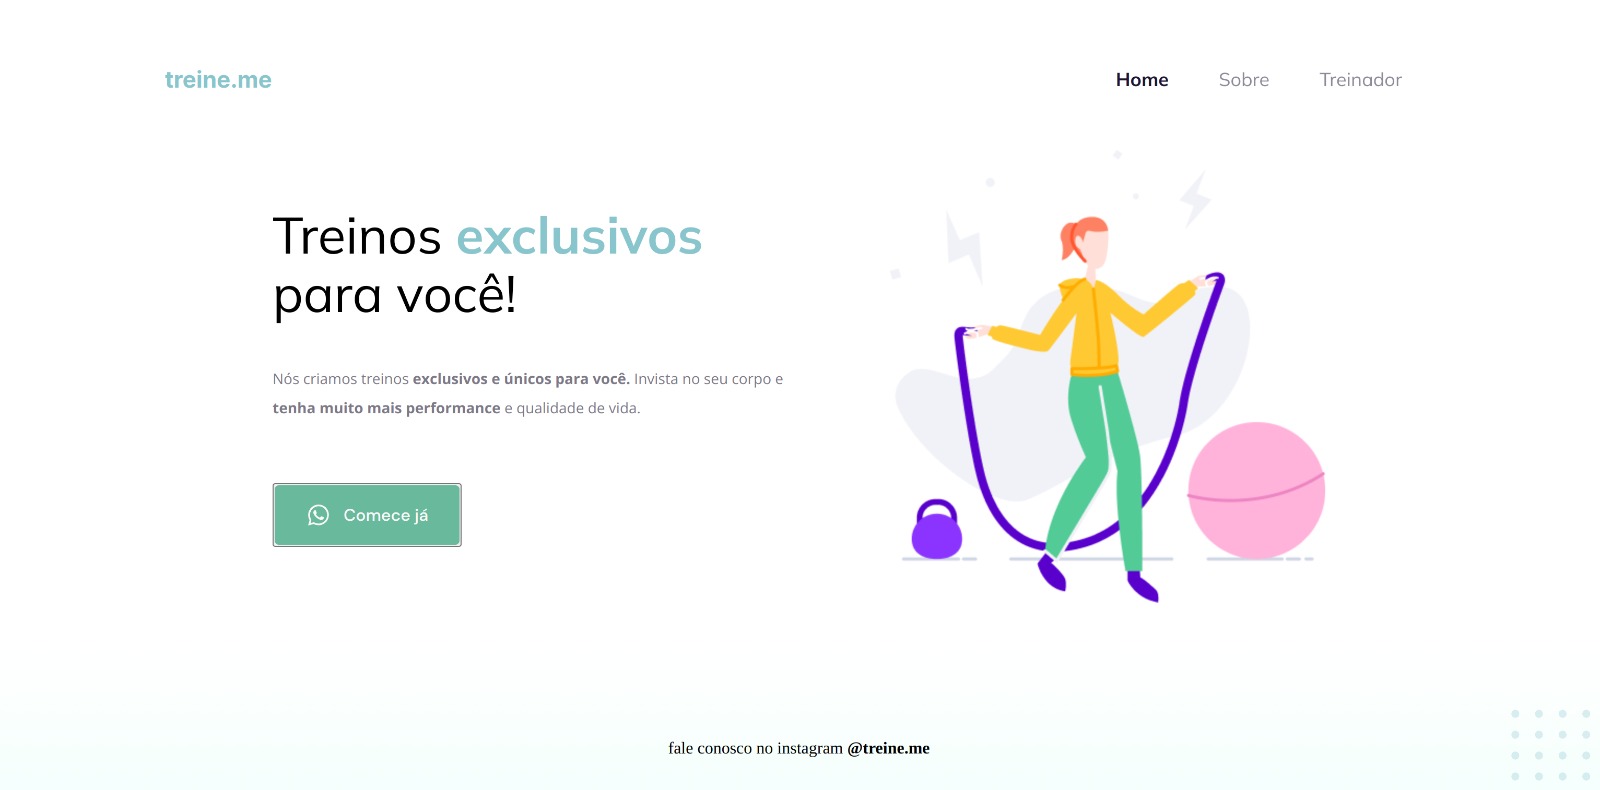 treine.me
Home Sobre Treinador
Treinos exclusivos
para você!
Nós criamos treinos exclusivos e únicos para você. Invista no seu corpo e
tenha muito mais performance e qualidade de vida.
Comece já
fale conosco no instagram @treine.me